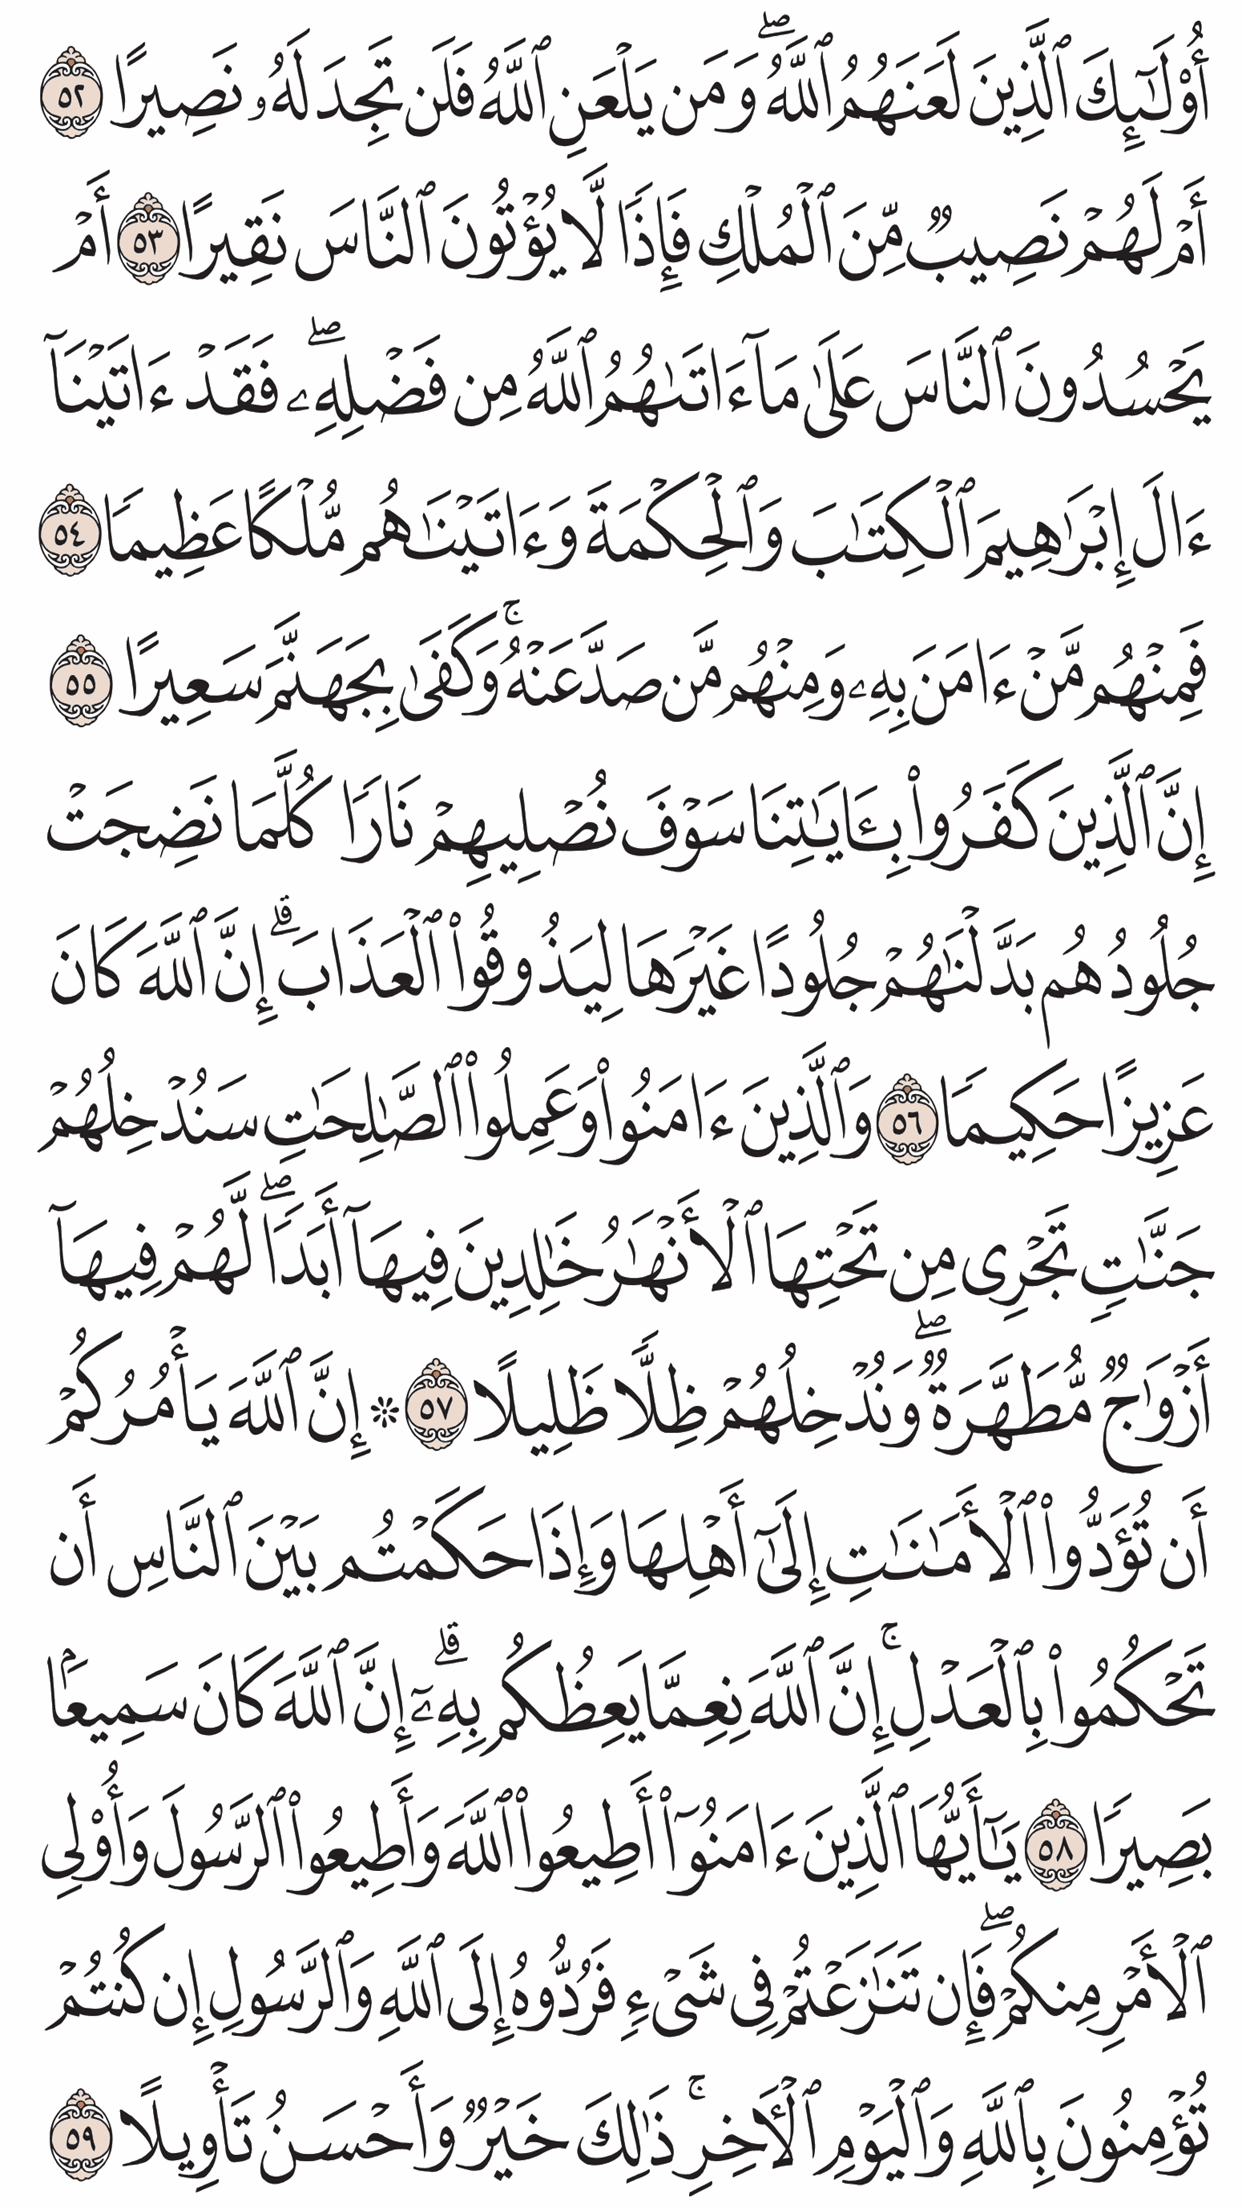 أُوْلَـٰٓئِكَ ٱلَّذِينَ لَعَنَهُمُ ٱللَّهُۖ وَمَن يَلۡعَنِ ٱللَّهُ فَلَن تَجِدَ لَهُۥ نَصِيرًا ٥٢
أَمۡ لَهُمۡ نَصِيبٞ مِّنَ ٱلۡمُلۡكِ فَإِذٗا لَّا يُؤۡتُونَ ٱلنَّاسَ نَقِيرًا ٥٣ أَمۡ
يَحۡسُدُونَ ٱلنَّاسَ عَلَىٰ مَآ ءَاتَىٰهُمُ ٱللَّهُ مِن فَضۡلِهِۦۖ فَقَدۡ ءَاتَيۡنَآ
ءَالَ إِبۡرَٰهِيمَ ٱلۡكِتَٰبَ وَٱلۡحِكۡمَةَ وَءَاتَيۡنَٰهُم مُّلۡكًا عَظِيمٗا ٥٤
فَمِنۡهُم مَّنۡ ءَامَنَ بِهِۦ وَمِنۡهُم مَّن صَدَّ عَنۡهُۚ وَكَفَىٰ بِجَهَنَّمَ سَعِيرًا ٥٥
إِنَّ ٱلَّذِينَ كَفَرُواْ بِـَٔايَٰتِنَا سَوۡفَ نُصۡلِيهِمۡ نَارٗا كُلَّمَا نَضِجَتۡ
جُلُودُهُم بَدَّلۡنَٰهُمۡ جُلُودًا غَيۡرَهَا لِيَذُوقُواْ ٱلۡعَذَابَۗ إِنَّ ٱللَّهَ كَانَ
عَزِيزًا حَكِيمٗا ٥٦ وَٱلَّذِينَ ءَامَنُواْ وَعَمِلُواْ ٱلصَّٰلِحَٰتِ سَنُدۡخِلُهُمۡ
جَنَّٰتٖ تَجۡرِي مِن تَحۡتِهَا ٱلۡأَنۡهَٰرُ خَٰلِدِينَ فِيهَآ أَبَدٗاۖ لَّهُمۡ فِيهَآ
أَزۡوَٰجٞ مُّطَهَّرَةٞۖ وَنُدۡخِلُهُمۡ ظِلّٗا ظَلِيلًا ٥٧ ۞ إِنَّ ٱللَّهَ يَأۡمُرُكُمۡ
أَن تُؤَدُّواْ ٱلۡأَمَٰنَٰتِ إِلَىٰٓ أَهۡلِهَا وَإِذَا حَكَمۡتُم بَيۡنَ ٱلنَّاسِ أَن
تَحۡكُمُواْ بِٱلۡعَدۡلِۚ إِنَّ ٱللَّهَ نِعِمَّا يَعِظُكُم بِهِۦٓۗ إِنَّ ٱللَّهَ كَانَ سَمِيعَۢا
بَصِيرٗا ٥٨ يَـٰٓأَيُّهَا ٱلَّذِينَ ءَامَنُوٓاْ أَطِيعُواْ ٱللَّهَ وَأَطِيعُواْ ٱلرَّسُولَ وَأُوْلِي
ٱلۡأَمۡرِ مِنكُمۡۖ فَإِن تَنَٰزَعۡتُمۡ فِي شَيۡءٖ فَرُدُّوهُ إِلَى ٱللَّهِ وَٱلرَّسُولِ إِن كُنتُمۡ
تُؤۡمِنُونَ بِٱللَّهِ وَٱلۡيَوۡمِ ٱلۡأٓخِرِۚ ذَٰلِكَ خَيۡرٞ وَأَحۡسَنُ تَأۡوِيلًا ٥٩